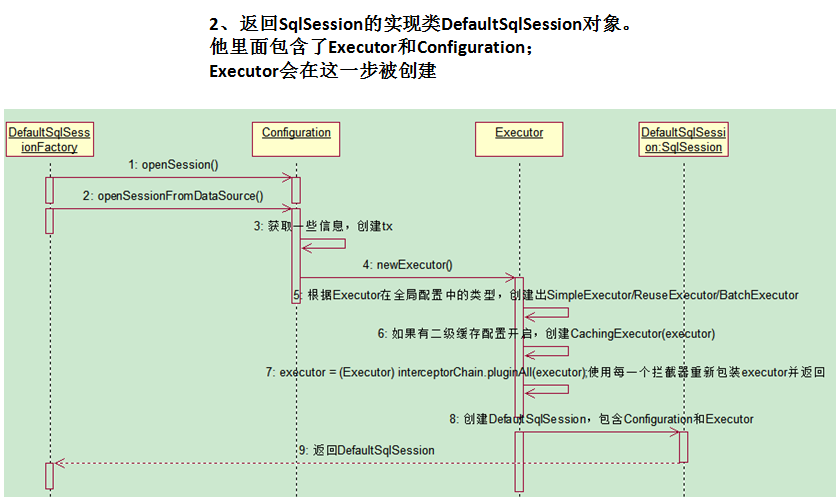 2、返回SqlSession的实现类DefaultSqlSession对象。
他里面包含了Executor和Configuration；
Executor会在这一步被创建
DefaultSqlSess
ionFactory
Configuration
Executor
DefaultSqlSessi
on:SqlSession
1: openSession()
2: openSessionFromDataSource()
3: 获取一些信息，创建tx
4: newExecutor()
5: 根据Executor在全局配置中的类型，创建出SimpleExecutor/ReuseExecutor/BatchExecutor
6: 如果有二级缓存配置开启，创建CachingExecutor(executor)
7: executor = (Executor) interceptorChain.pluginAll(executor);使用每一个拦截器重新包装executor并返回
8: 创建DefaultSqlSession，包含Configuration和Executor
9: 返回DefaultSqlSession